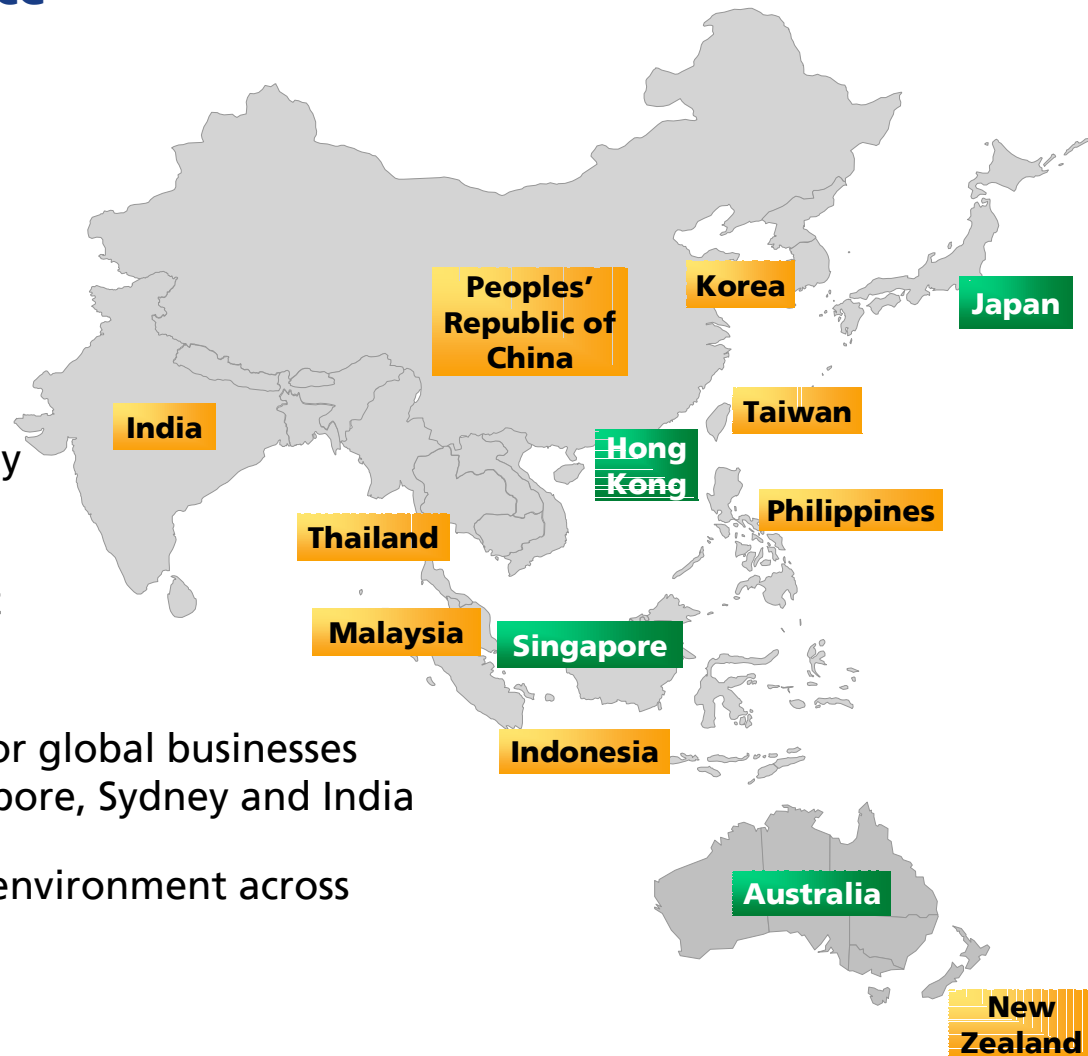 Peoples'
Republic of
China
Korea
Japan
India
Taiwan
Hong
Kong
y
Philippines
Thailand
Malaysia
Singapore
or global businesses
Indonesia
pore, Sydney and India
environment across
Australia
New
Zealand